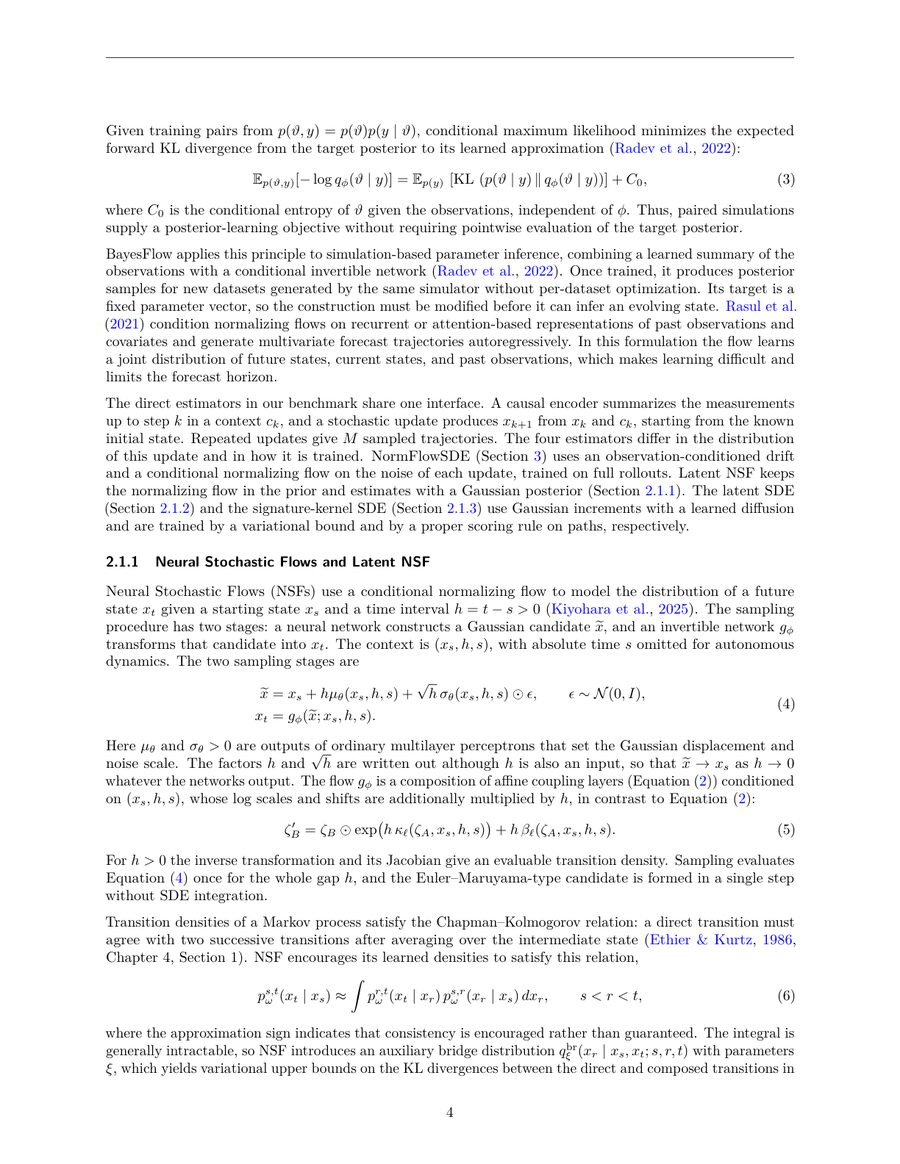 Given training pairs from p(ϑ, y) = p(ϑ)p(y | ϑ), conditional maximum likelihood minimizes the expected
forward KL divergence from the target posterior to its learned approximation (Radev et al., 2022):
𝔼_{p(ϑ,y)}[− log q_ϕ(ϑ | y)] = 𝔼_{p(y)} [KL (p(ϑ | y) ∥ q_ϕ(ϑ | y))] + C_0, (3)
where C_0 is the conditional entropy of ϑ given the observations, independent of ϕ. Thus, paired simulations
supply a posterior-learning objective without requiring pointwise evaluation of the target posterior.
BayesFlow applies this principle to simulation-based parameter inference, combining a learned summary of the
observations with a conditional invertible network (Radev et al., 2022). Once trained, it produces posterior
samples for new datasets generated by the same simulator without per-dataset optimization. Its target is a
fixed parameter vector, so the construction must be modified before it can infer an evolving state. Rasul et al.
(2021) condition normalizing flows on recurrent or attention-based representations of past observations and
covariates and generate multivariate forecast trajectories autoregressively. In this formulation the flow learns
a joint distribution of future states, current states, and past observations, which makes learning difficult and
limits the forecast horizon.
The direct estimators in our benchmark share one interface. A causal encoder summarizes the measurements
up to step k in a context c_k, and a stochastic update produces x_{k+1} from x_k and c_k, starting from the known
initial state. Repeated updates give M sampled trajectories. The four estimators differ in the distribution
of this update and in how it is trained. NormFlowSDE (Section 3) uses an observation-conditioned drift
and a conditional normalizing flow on the noise of each update, trained on full rollouts. Latent NSF keeps
the normalizing flow in the prior and estimates with a Gaussian posterior (Section 2.1.1). The latent SDE
(Section 2.1.2) and the signature-kernel SDE (Section 2.1.3) use Gaussian increments with a learned diffusion
and are trained by a variational bound and by a proper scoring rule on paths, respectively.
2.1.1 Neural Stochastic Flows and Latent NSF
Neural Stochastic Flows (NSFs) use a conditional normalizing flow to model the distribution of a future
state x_t given a starting state x_s and a time interval h = t − s > 0 (Kiyohara et al., 2025). The sampling
procedure has two stages: a neural network constructs a Gaussian candidate x̃, and an invertible network g_ϕ
transforms that candidate into x_t. The context is (x_s, h, s), with absolute time s omitted for autonomous
dynamics. The two sampling stages are
x̃ = x_s + hμ_θ(x_s, h, s) + √h σ_θ(x_s, h, s) ⊙ ϵ, ϵ ∼ 𝒩(0, I),
x_t = g_ϕ(x̃; x_s, h, s). (4)
Here μ_θ and σ_θ > 0 are outputs of ordinary multilayer perceptrons that set the Gaussian displacement and
noise scale. The factors h and √h are written out although h is also an input, so that x̃ → x_s as h → 0
whatever the networks output. The flow g_ϕ is a composition of affine coupling layers (Equation (2)) conditioned
on (x_s, h, s), whose log scales and shifts are additionally multiplied by h, in contrast to Equation (2):
ζ′_B = ζ_B ⊙ exp(h κ_ℓ(ζ_A, x_s, h, s)) + h β_ℓ(ζ_A, x_s, h, s). (5)
For h > 0 the inverse transformation and its Jacobian give an evaluable transition density. Sampling evaluates
Equation (4) once for the whole gap h, and the Euler–Maruyama-type candidate is formed in a single step
without SDE integration.
Transition densities of a Markov process satisfy the Chapman–Kolmogorov relation: a direct transition must
agree with two successive transitions after averaging over the intermediate state (Ethier & Kurtz, 1986,
Chapter 4, Section 1). NSF encourages its learned densities to satisfy this relation,
p_ω^{s,t}(x_t | x_s) ≈ ∫ p_ω^{r,t}(x_t | x_r) p_ω^{s,r}(x_r | x_s) dx_r, s < r < t, (6)
where the approximation sign indicates that consistency is encouraged rather than guaranteed. The integral is
generally intractable, so NSF introduces an auxiliary bridge distribution q_ξ^{br}(x_r | x_s, x_t; s, r, t) with parameters
ξ, which yields variational upper bounds on the KL divergences between the direct and composed transitions in
4